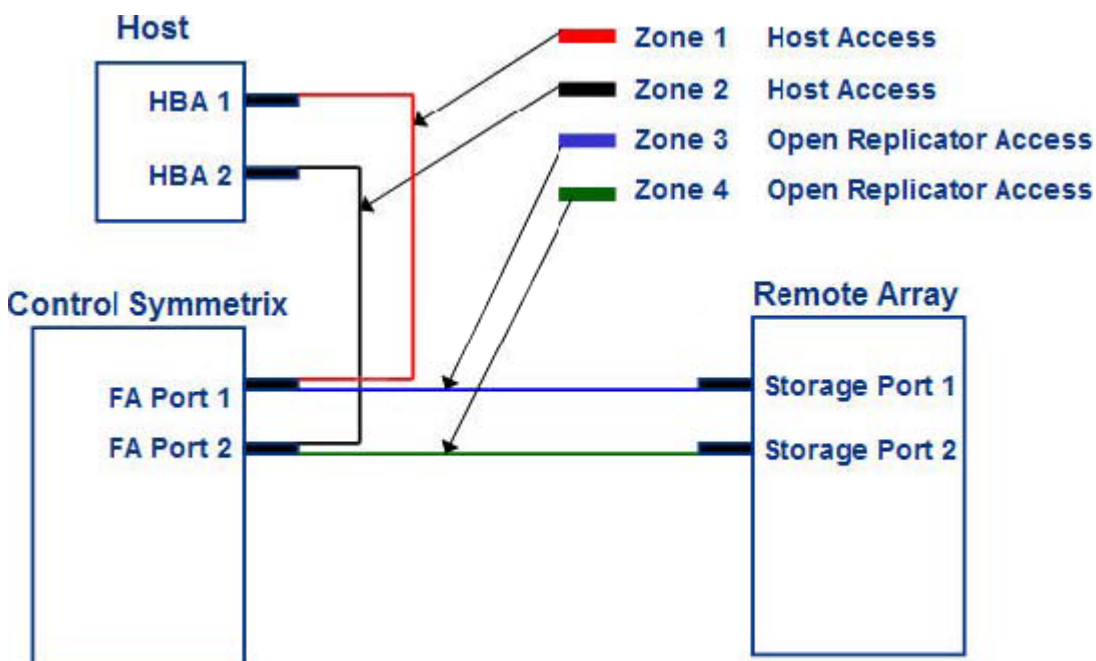 Host
HBA 1
HBA 2
Zone 1 Host Access
Zone 2 Host Access
Zone 3 Open Replicator Access
Zone 4 Open Replicator Access
Control Symmetrix
FA Port 1
FA Port 2
Remote Array
Storage Port 1
Storage Port 2